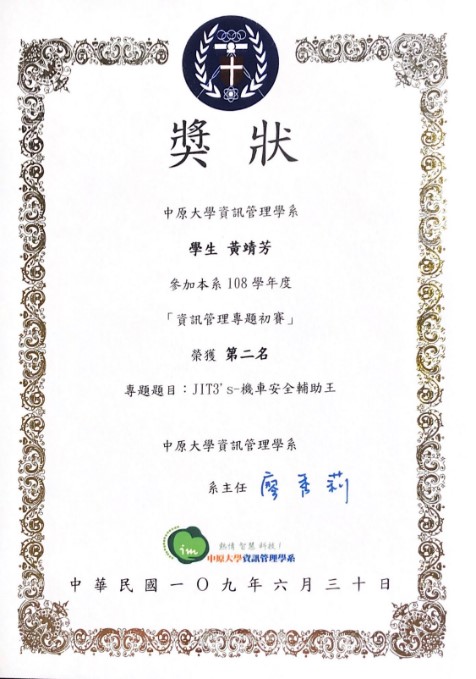 獎狀
中原大學資訊管理學系
學生 黃靖芳
參加本系 108 學年度
「資訊管理專題初賽」
榮獲 第二名
專題題目：JIT3's-機車安全輔助王
中原大學資訊管理學系
系主任 廖秀莉
im
熱情 智慧 科技！
中原大學資訊管理學系
中華民國一〇九年六月三十日